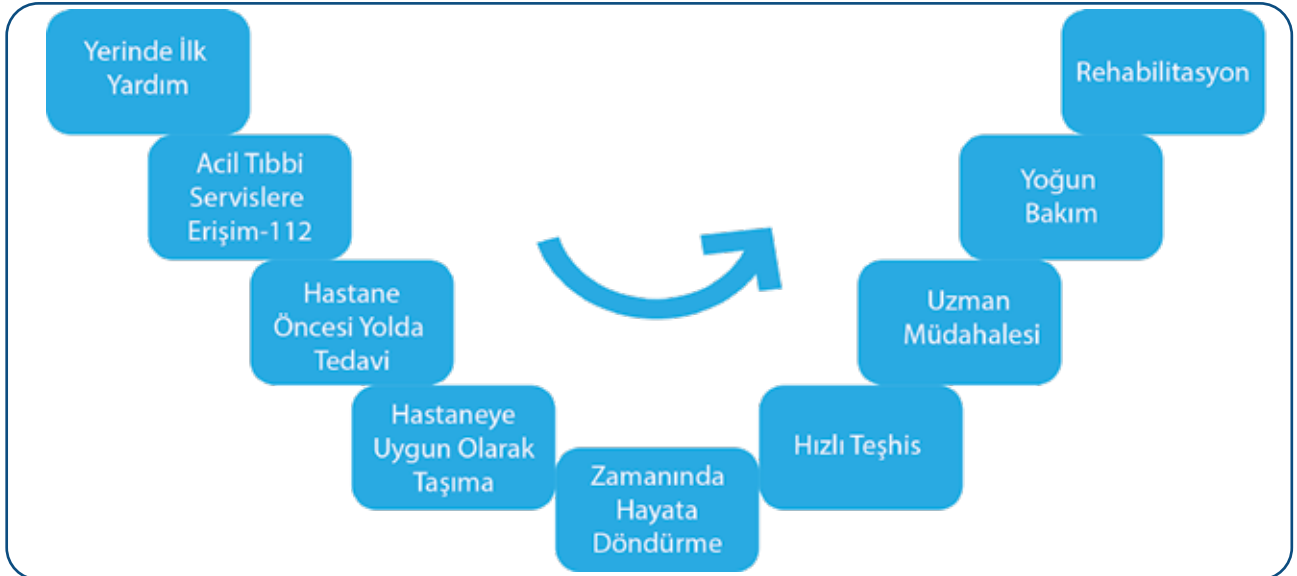 Yerinde İlk
Yardım
Acil Tıbbi
Servislere
Erişim-112
Hastane
Öncesi Yolda
Tedavi
Hastaneye
Uygun Olarak
Taşıma
Zamanında
Hayata
Döndürme
Hızlı Teşhis
Uzman
Müdahalesi
Yoğun
Bakım
Rehabilitasyon